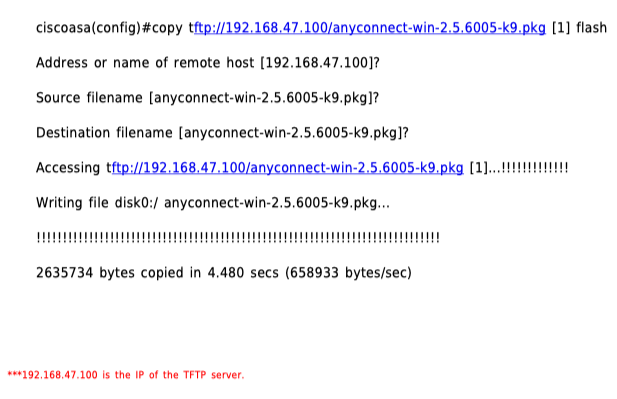 ciscoasa(config)#copy tftp://192.168.47.100/anyconnect-win-2.5.6005-k9.pkg [1] flash
Address or name of remote host [192.168.47.100]?
Source filename [anyconnect-win-2.5.6005-k9.pkg]?
Destination filename [anyconnect-win-2.5.6005-k9.pkg]?
Accessing tftp://192.168.47.100/anyconnect-win-2.5.6005-k9.pkg [1]...!!!!!!!!!!!!!
Writing file disk0:/ anyconnect-win-2.5.6005-k9.pkg...
!!!!!!!!!!!!!!!!!!!!!!!!!!!!!!!!!!!!!!!!!!!!!!!!!!!!!!!!!!!!!!!!!!!!!!!!!!!!!
2635734 bytes copied in 4.480 secs (658933 bytes/sec)
***192.168.47.100 is the IP of the TFTP server.